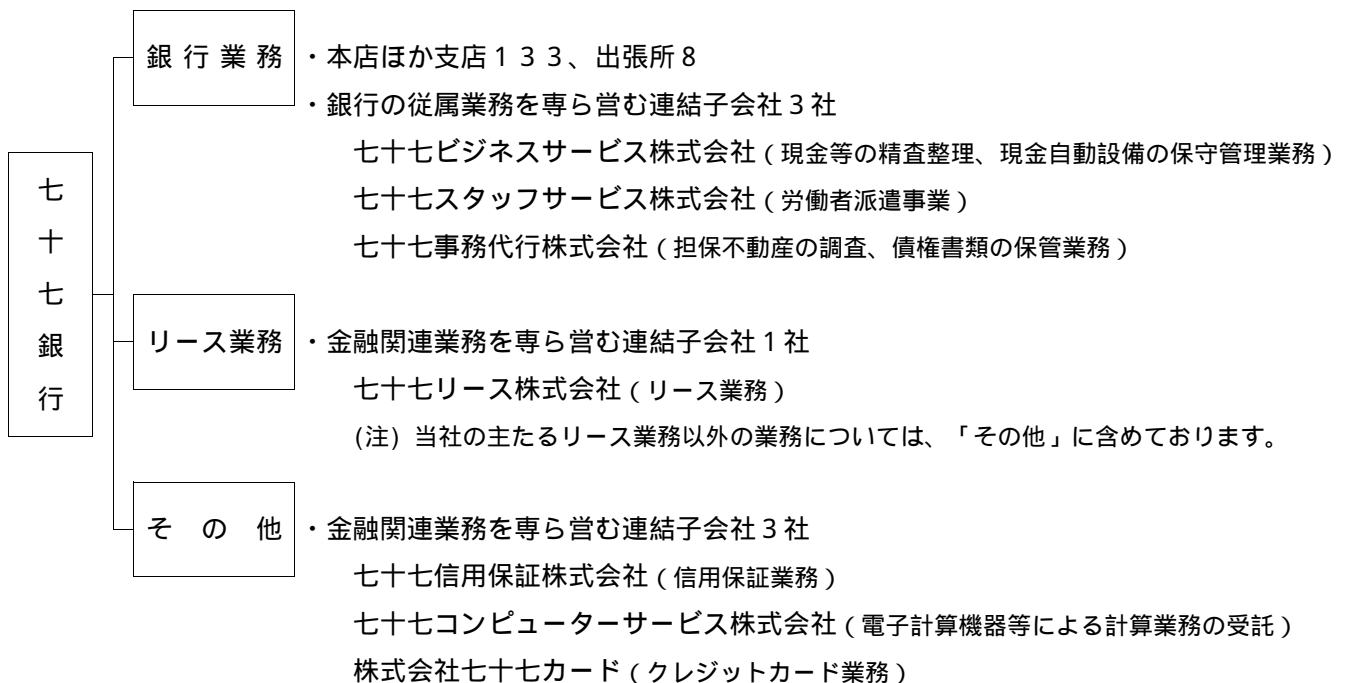 七十七銀行
銀行業務
・本店ほか支店１３３、出張所８
・銀行の従属業務を専ら営む連結子会社３社
七十七ビジネスサービス株式会社（現金等の精査整理、現金自動設備の保守管理業務）
七十七スタッフサービス株式会社（労働者派遣事業）
七十七事務代行株式会社（担保不動産の調査、債権書類の保管業務）
リース業務
・金融関連業務を専ら営む連結子会社１社
七十七リース株式会社（リース業務）
(注) 当社の主たるリース業務以外の業務については、「その他」に含めております。
その他
・金融関連業務を専ら営む連結子会社３社
七十七信用保証株式会社（信用保証業務）
七十七コンピューターサービス株式会社（電子計算機器等による計算業務の受託）
株式会社七十七カード（クレジットカード業務）